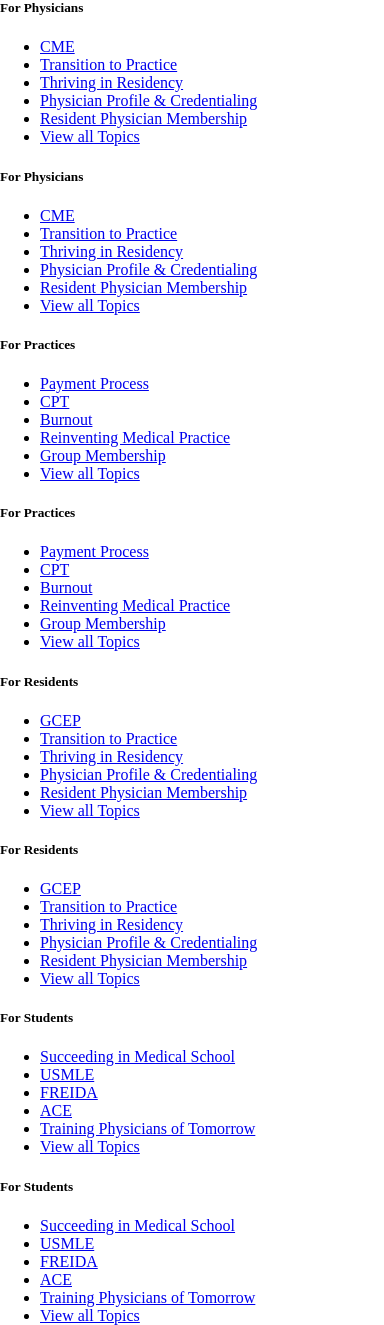 For Physicians
CME
Transition to Practice
Thriving in Residency
Physician Profile & Credentialing
Resident Physician Membership
View all Topics
For Physicians
CME
Transition to Practice
Thriving in Residency
Physician Profile & Credentialing
Resident Physician Membership
View all Topics
For Practices
Payment Process
CPT
Burnout
Reinventing Medical Practice
Group Membership
View all Topics
For Practices
Payment Process
CPT
Burnout
Reinventing Medical Practice
Group Membership
View all Topics
For Residents
GCEP
Transition to Practice
Thriving in Residency
Physician Profile & Credentialing
Resident Physician Membership
View all Topics
For Residents
GCEP
Transition to Practice
Thriving in Residency
Physician Profile & Credentialing
Resident Physician Membership
View all Topics
For Students
Succeeding in Medical School
USMLE
FREIDA
ACE
Training Physicians of Tomorrow
View all Topics
For Students
Succeeding in Medical School
USMLE
FREIDA
ACE
Training Physicians of Tomorrow
View all Topics